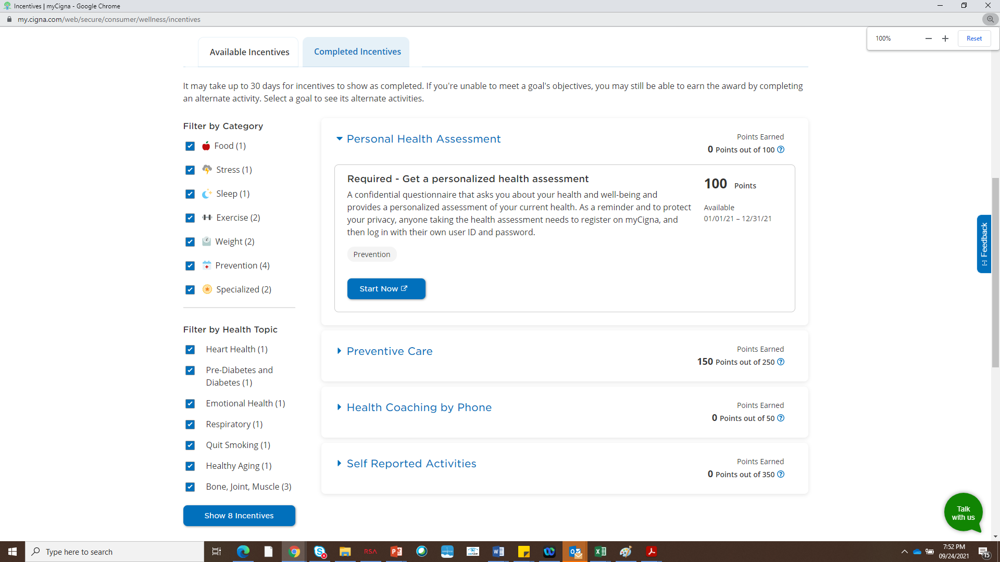 Incentives | myCigna - Google Chrome
my.cigna.com/web/secure/consumer/wellness/incentives
100%
Reset
Available Incentives
Completed Incentives
It may take up to 30 days for incentives to show as completed. If you're unable to meet a goal's objectives, you may still be able to earn the award by completing
an alternate activity. Select a goal to see its alternate activities.
Filter by Category
Food (1)
Stress (1)
Sleep (1)
Exercise (2)
Weight (2)
Prevention (4)
Specialized (2)
Filter by Health Topic
Heart Health (1)
Pre-Diabetes and
Diabetes (1)
Emotional Health (1)
Respiratory (1)
Quit Smoking (1)
Healthy Aging (1)
Bone, Joint, Muscle (3)
Show 8 Incentives
Personal Health Assessment
Points Earned
0 Points out of 100
Required - Get a personalized health assessment
A confidential questionnaire that asks you about your health and well-being and
provides a personalized assessment of your current health. As a reminder and to protect
your privacy, anyone taking the health assessment needs to register on myCigna, and
then log in with their own user ID and password.
100 Points
Available
01/01/21 – 12/31/21
Prevention
Start Now
Preventive Care
Points Earned
150 Points out of 250
Health Coaching by Phone
Points Earned
0 Points out of 50
Self Reported Activities
Points Earned
0 Points out of 350
[-] Feedback
Talk
with us
Type here to search
RSA
7:52 PM
09/24/2021
15